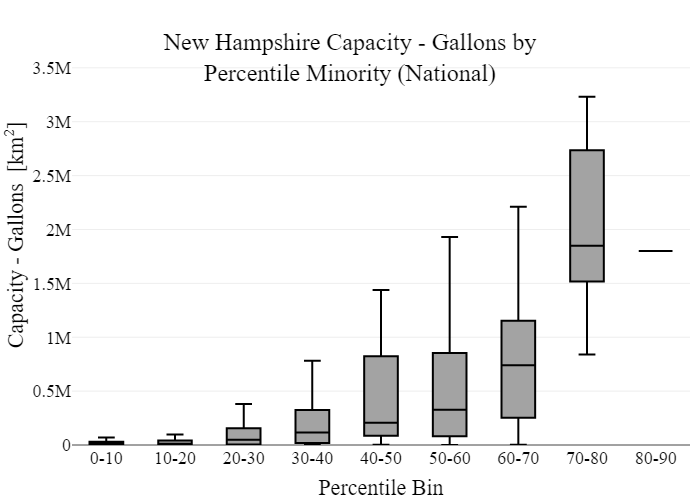 New Hampshire Capacity - Gallons by
Percentile Minority (National)
Capacity - Gallons [km²]
3.5M
3M
2.5M
2M
1.5M
1M
0.5M
0
0-10 10-20 20-30 30-40 40-50 50-60 60-70 70-80 80-90
Percentile Bin